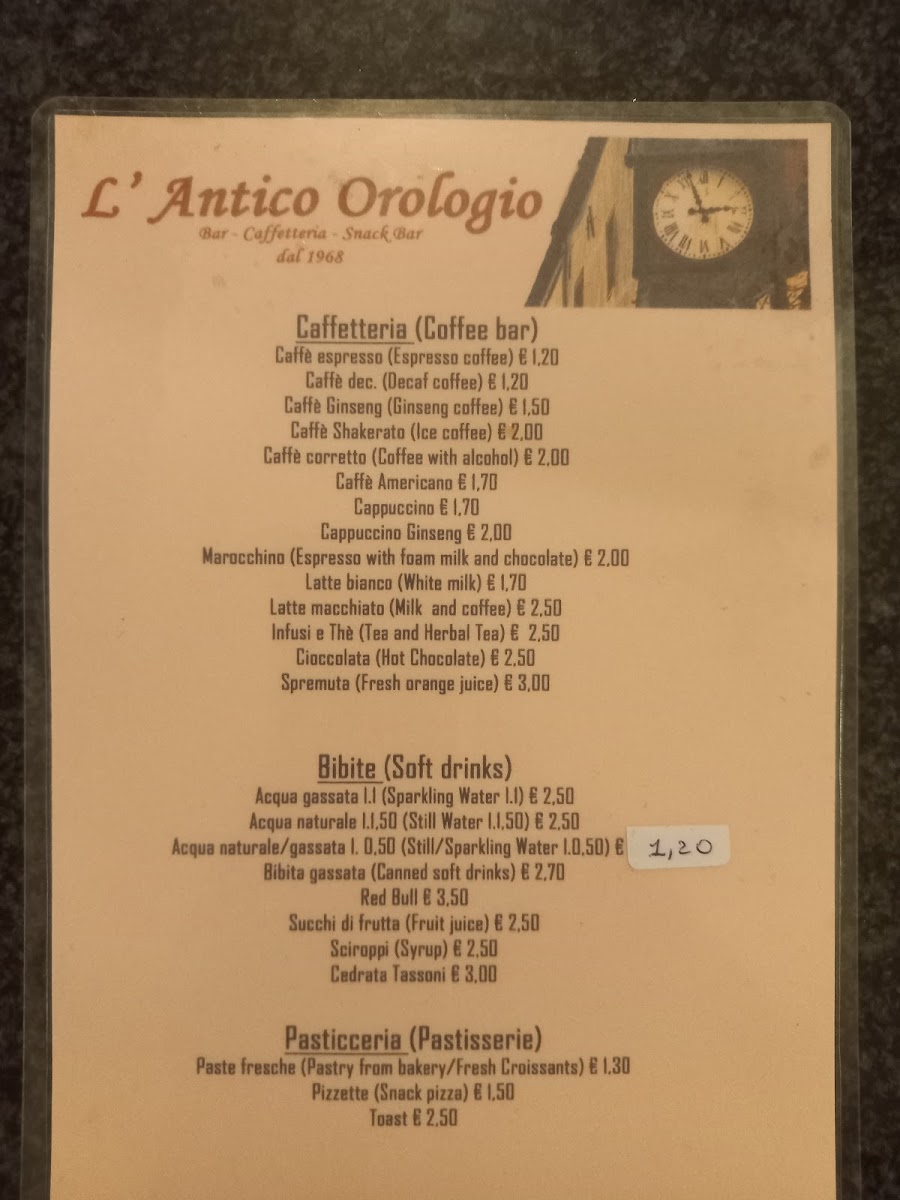 L' Antico Orologio
Bar - Caffetteria - Snack Bar
dal 1968
Caffetteria (Coffee bar)
Caffè espresso (Espresso coffee) € 1,20
Caffè dec. (Decaf coffee) € 1,20
Caffè Ginseng (Ginseng coffee) € 1,50
Caffè Shakerato (Ice coffee) € 2,00
Caffè corretto (Coffee with alcohol) € 2,00
Caffè Americano € 1,70
Cappuccino € 1,70
Cappuccino Ginseng € 2,00
Marocchino (Espresso with foam milk and chocolate) € 2,00
Latte bianco (White milk) € 1,70
Latte macchiato (Milk and coffee) € 2,50
Infusi e Thè (Tea and Herbal Tea) € 2,50
Cioccolata (Hot Chocolate) € 2,50
Spremuta (Fresh orange juice) € 3,00
Bibite (Soft drinks)
Acqua gassata l.1 (Sparkling Water l.1) € 2,50
Acqua naturale l.1,50 (Still Water l.1,50) € 2,50
Acqua naturale/gassata l. 0,50 (Still/Sparkling Water l.0,50) € 1,20
Bibita gassata (Canned soft drinks) € 2,70
Red Bull € 3,50
Succhi di frutta (Fruit juice) € 2,50
Sciroppi (Syrup) € 2,50
Cedrata Tassoni € 3,00
Pasticceria (Pastisserie)
Paste fresche (Pastry from bakery/Fresh Croissants) € 1,30
Pizzette (Snack pizza) € 1,50
Toast € 2,50